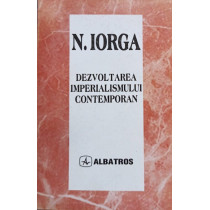 N. IORGA
DEZVOLTAREA
IMPERIALISMULUI
CONTEMPORAN
ALBATROS